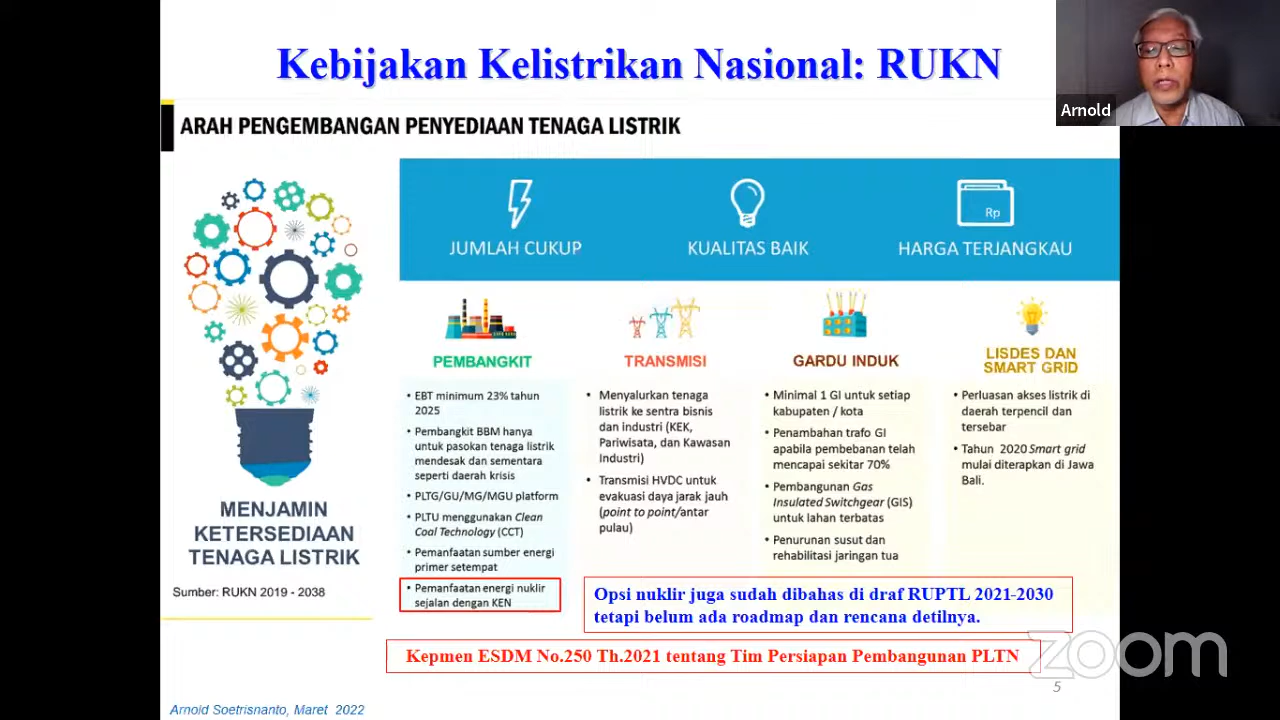 Kebijakan Kelistrikan Nasional: RUKN
Arnold
ARAH PENGEMBANGAN PENYEDIAAN TENAGA LISTRIK
Rp
JUMLAH CUKUP
KUALITAS BAIK
HARGA TERJANGKAU
PEMBANGKIT
• EBT minimum 23% tahun
2025
• Pembangkit BBM hanya
untuk pasokan tenaga listrik
mendesak dan sementara
seperti daerah krisis
• PLTG/GU/MG/MGU platform
• PLTU menggunakan Clean
Coal Technology (CCT)
• Pemanfaatan sumber energi
primer setempat
• Pemanfaatan energi nuklir
sejalan dengan KEN
TRANSMISI
• Menyalurkan tenaga
listrik ke sentra bisnis
dan industri (KEK,
Pariwisata, dan Kawasan
Industri)
• Transmisi HVDC untuk
evakuasi daya jarak jauh
(point to point/antar
pulau)
GARDU INDUK
• Minimal 1 GI untuk setiap
kabupaten / kota
• Penambahan trafo GI
apabila pembebanan telah
mencapai sekitar 70%
• Pembangunan Gas
Insulated Switchgear (GIS)
untuk lahan terbatas
• Penurunan susut dan
rehabilitasi jaringan tua
LISDES DAN
SMART GRID
• Perluasan akses listrik di
daerah terpencil dan
tersebar
• Tahun 2020 Smart grid
mulai diterapkan di Jawa
Bali.
MENJAMIN
KETERSEDIAAN
TENAGA LISTRIK
Sumber: RUKN 2019 - 2038
Opsi nuklir juga sudah dibahas di draf RUPTL 2021-2030
tetapi belum ada roadmap dan rencana detilnya.
Kepmen ESDM No.250 Th.2021 tentang Tim Persiapan Pembangunan PLTN
zoom
5
Arnold Soetrisnanto, Maret 2022